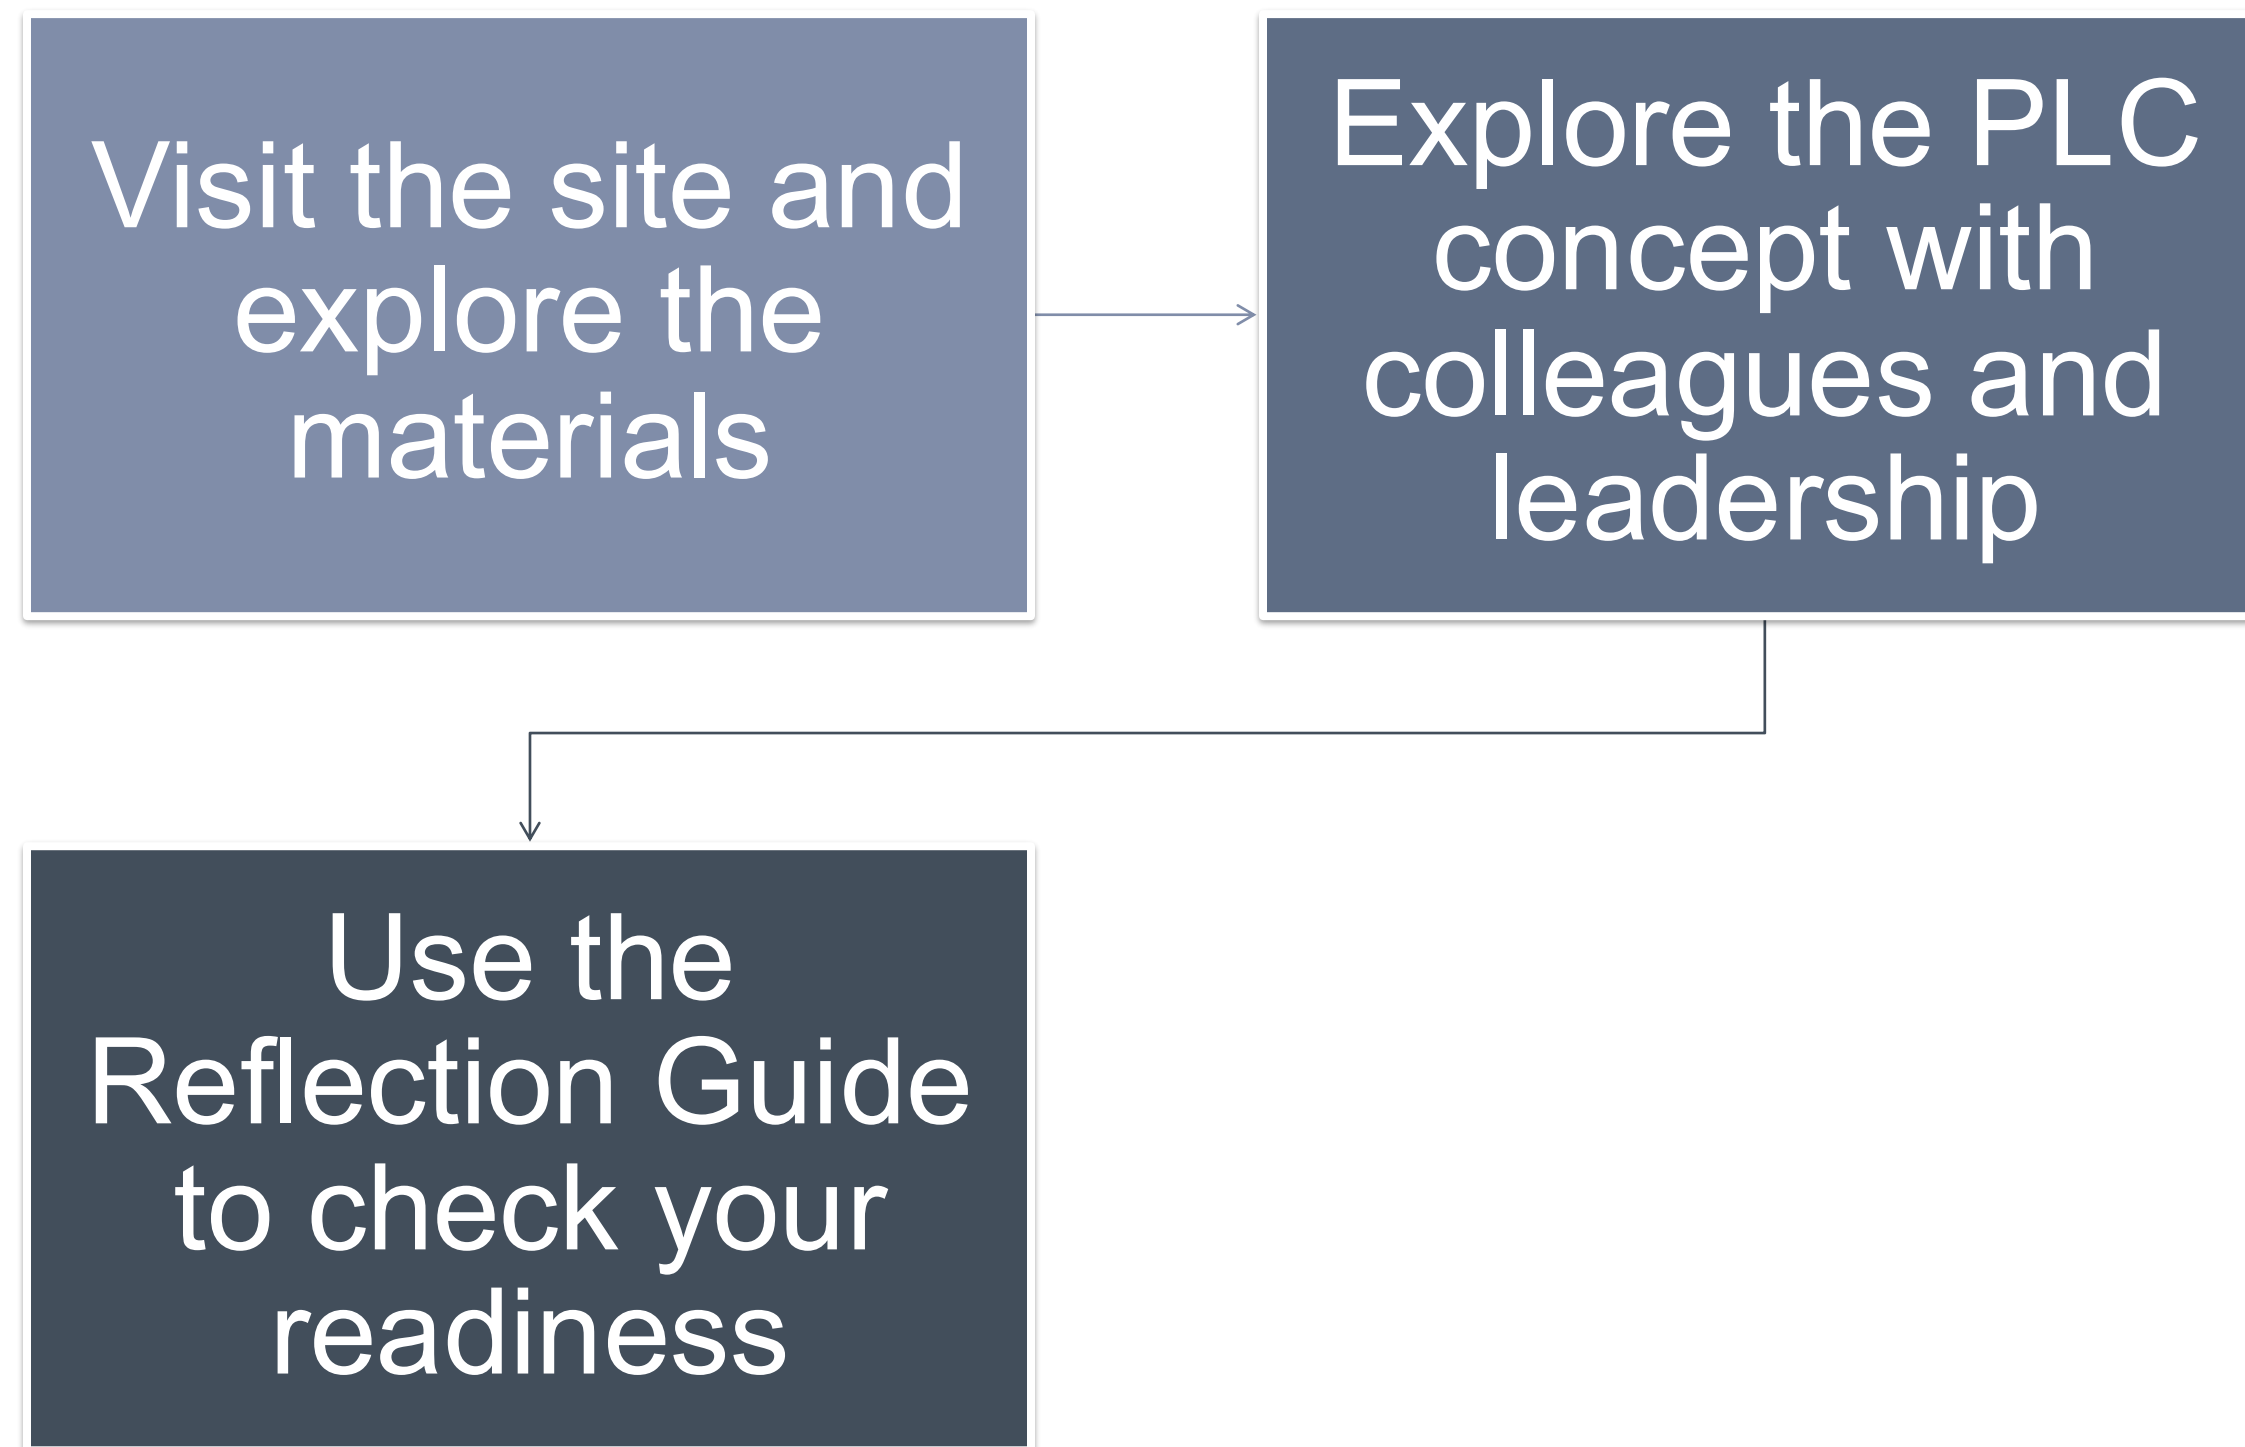 Visit the site and
explore the
materials
Explore the PLC
concept with
colleagues and
leadership
Use the
Reflection Guide
to check your
readiness